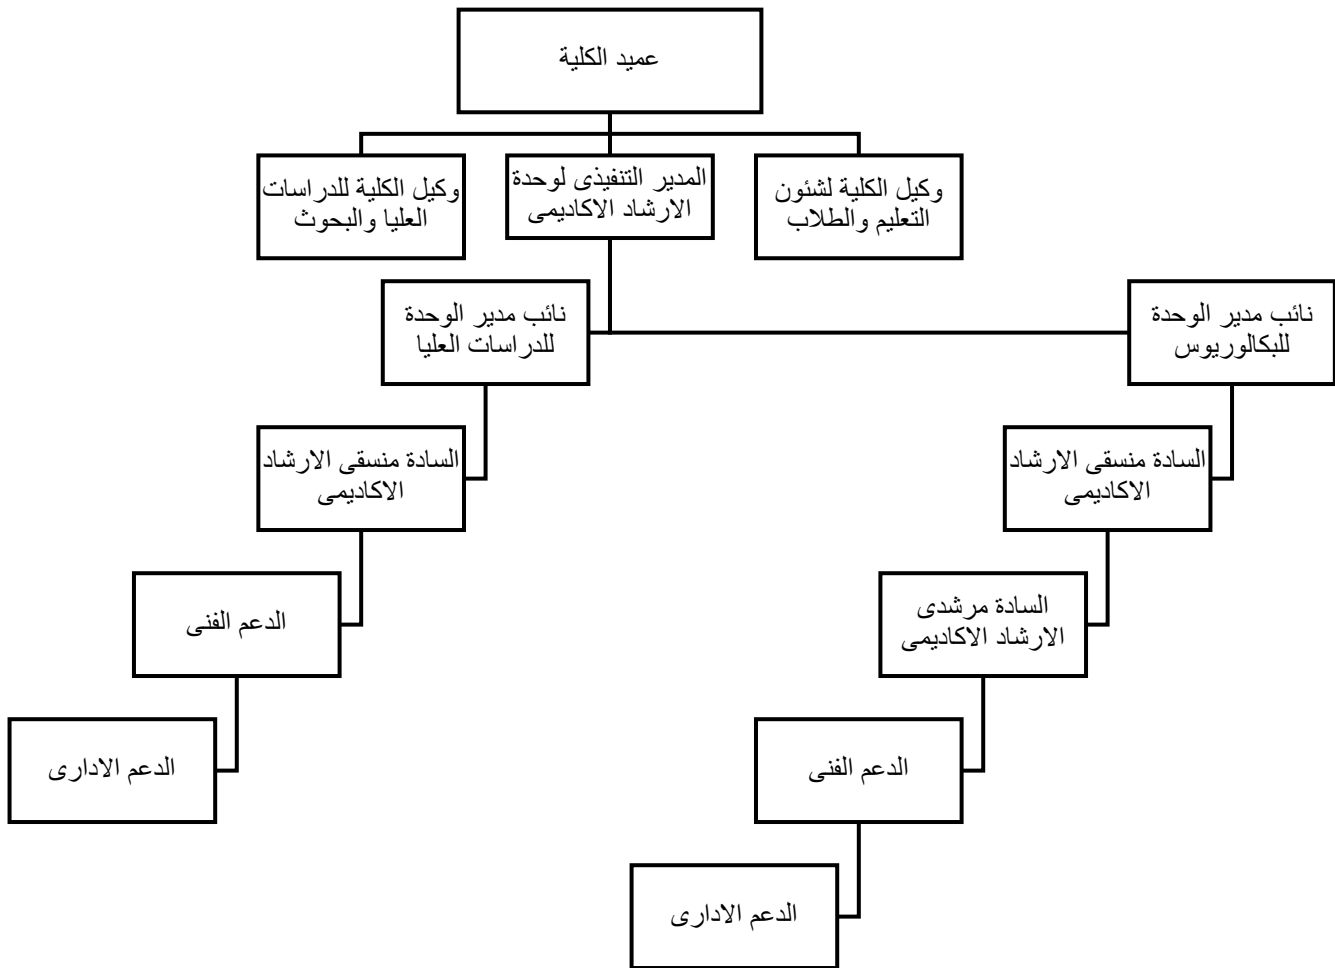 عميد الكلية
وكيل الكلية لشئون
التعليم والطلاب
المدير التنفيذى لوحدة
الارشاد الاكاديمى
وكيل الكلية للدراسات
العليا والبحوث
نائب مدير الوحدة
للبكالوريوس
نائب مدير الوحدة
للدراسات العليا
السادة منسقى الارشاد
الاكاديمى
السادة منسقى الارشاد
الاكاديمى
السادة مرشدى
الارشاد الاكاديمى
الدعم الفنى
الدعم الفنى
الدعم الادارى
الدعم الادارى